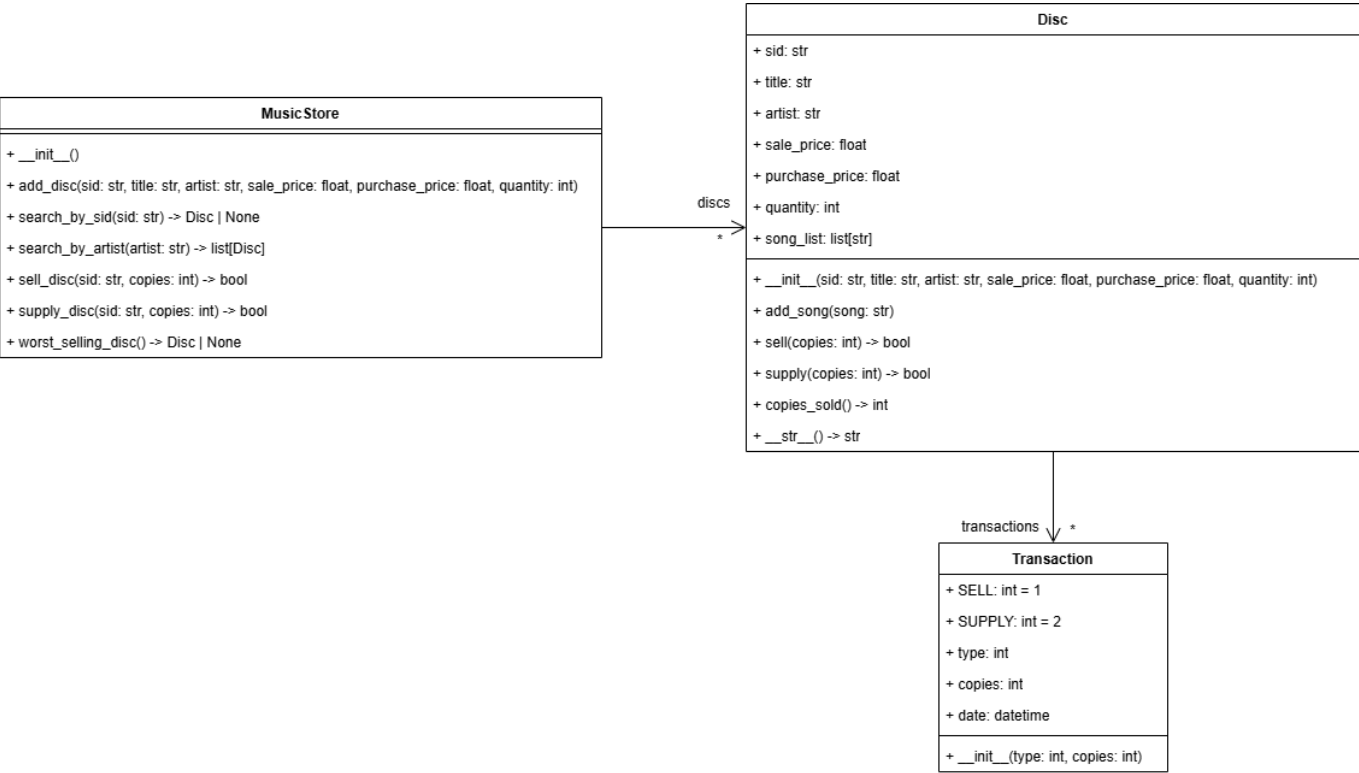 MusicStore
+ __init__()
+ add_disc(sid: str, title: str, artist: str, sale_price: float, purchase_price: float, quantity: int)
+ search_by_sid(sid: str) -> Disc | None
+ search_by_artist(artist: str) -> list[Disc]
+ sell_disc(sid: str, copies: int) -> bool
+ supply_disc(sid: str, copies: int) -> bool
+ worst_selling_disc() -> Disc | None
discs
*
Disc
+ sid: str
+ title: str
+ artist: str
+ sale_price: float
+ purchase_price: float
+ quantity: int
+ song_list: list[str]
+ __init__(sid: str, title: str, artist: str, sale_price: float, purchase_price: float, quantity: int)
+ add_song(song: str)
+ sell(copies: int) -> bool
+ supply(copies: int) -> bool
+ copies_sold() -> int
+ __str__() -> str
transactions
*
Transaction
+ SELL: int = 1
+ SUPPLY: int = 2
+ type: int
+ copies: int
+ date: datetime
+ __init__(type: int, copies: int)